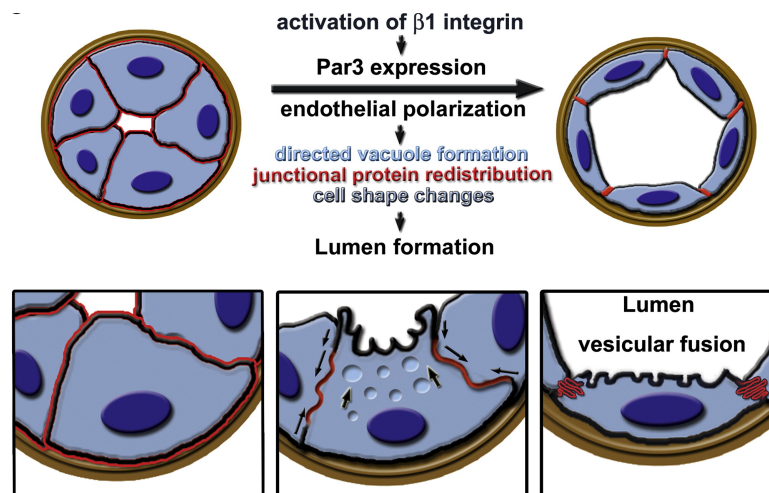 activation of β1 integrin
Par3 expression
endothelial polarization
directed vacuole formation
junctional protein redistribution
cell shape changes
Lumen formation
Lumen
vesicular fusion